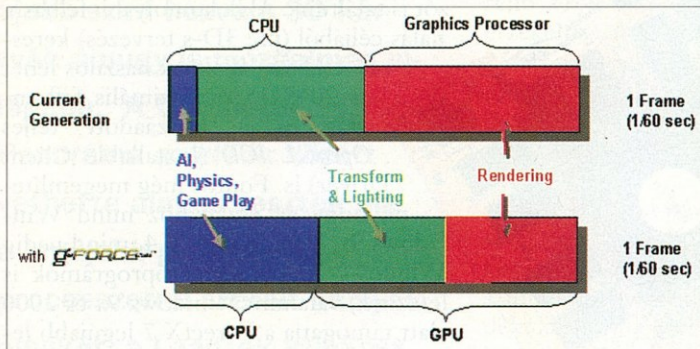 CPU
Graphics Processor
Current
Generation
1 Frame
(1/60 sec)
AI,
Physics,
Game Play
Transform
& Lighting
Rendering
with GEFORCE
1 Frame
(1/60 sec)
CPU
GPU